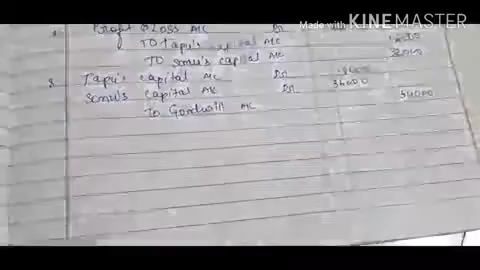 Made with KINEMASTER
Profit & Loss A/c Dr
To Tapu's capital A/c
To Somu's capital A/c
8 Tapu's capital A/c Dr
Somu's capital A/c Dr 36000
To Goodwill A/c 54000